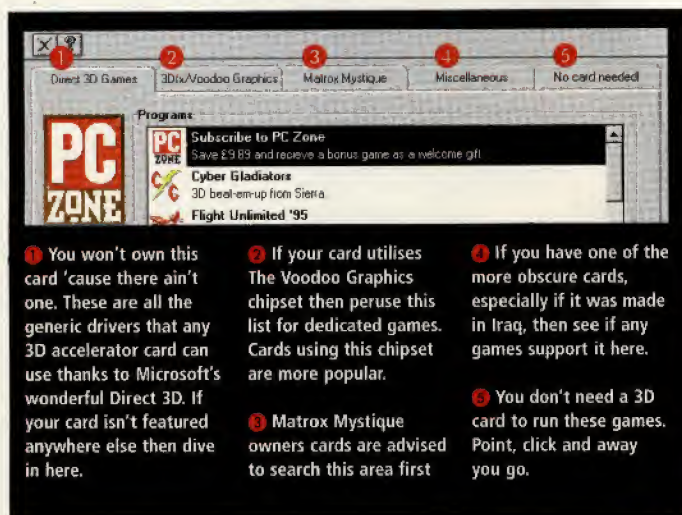 1
2
3
4
5
Direct 3D Games
3Dfx/Voodoo Graphics
Matrox Mystique
Miscellaneous
No card needed!
Programs
PC
ZONE
PC
ZONE
Subscribe to PC Zone
Save £9.89 and recieve a bonus game as a welcome gift
Cyber Gladiators
3D beat-em-up from Sierra.
Flight Unlimited '95
1 You won't own this
card 'cause there ain't
one. These are all the
generic drivers that any
3D accelerator card can
use thanks to Microsoft's
wonderful Direct 3D. If
your card isn't featured
anywhere else then dive
in here.
2 If your card utilises
The Voodoo Graphics
chipset then peruse this
list for dedicated games.
Cards using this chipset
are more popular.
3 Matrox Mystique
owners cards are advised
to search this area first
4 If you have one of the
more obscure cards,
especially if it was made
in Iraq, then see if any
games support it here.
5 You don't need a 3D
card to run these games.
Point, click and away
you go.